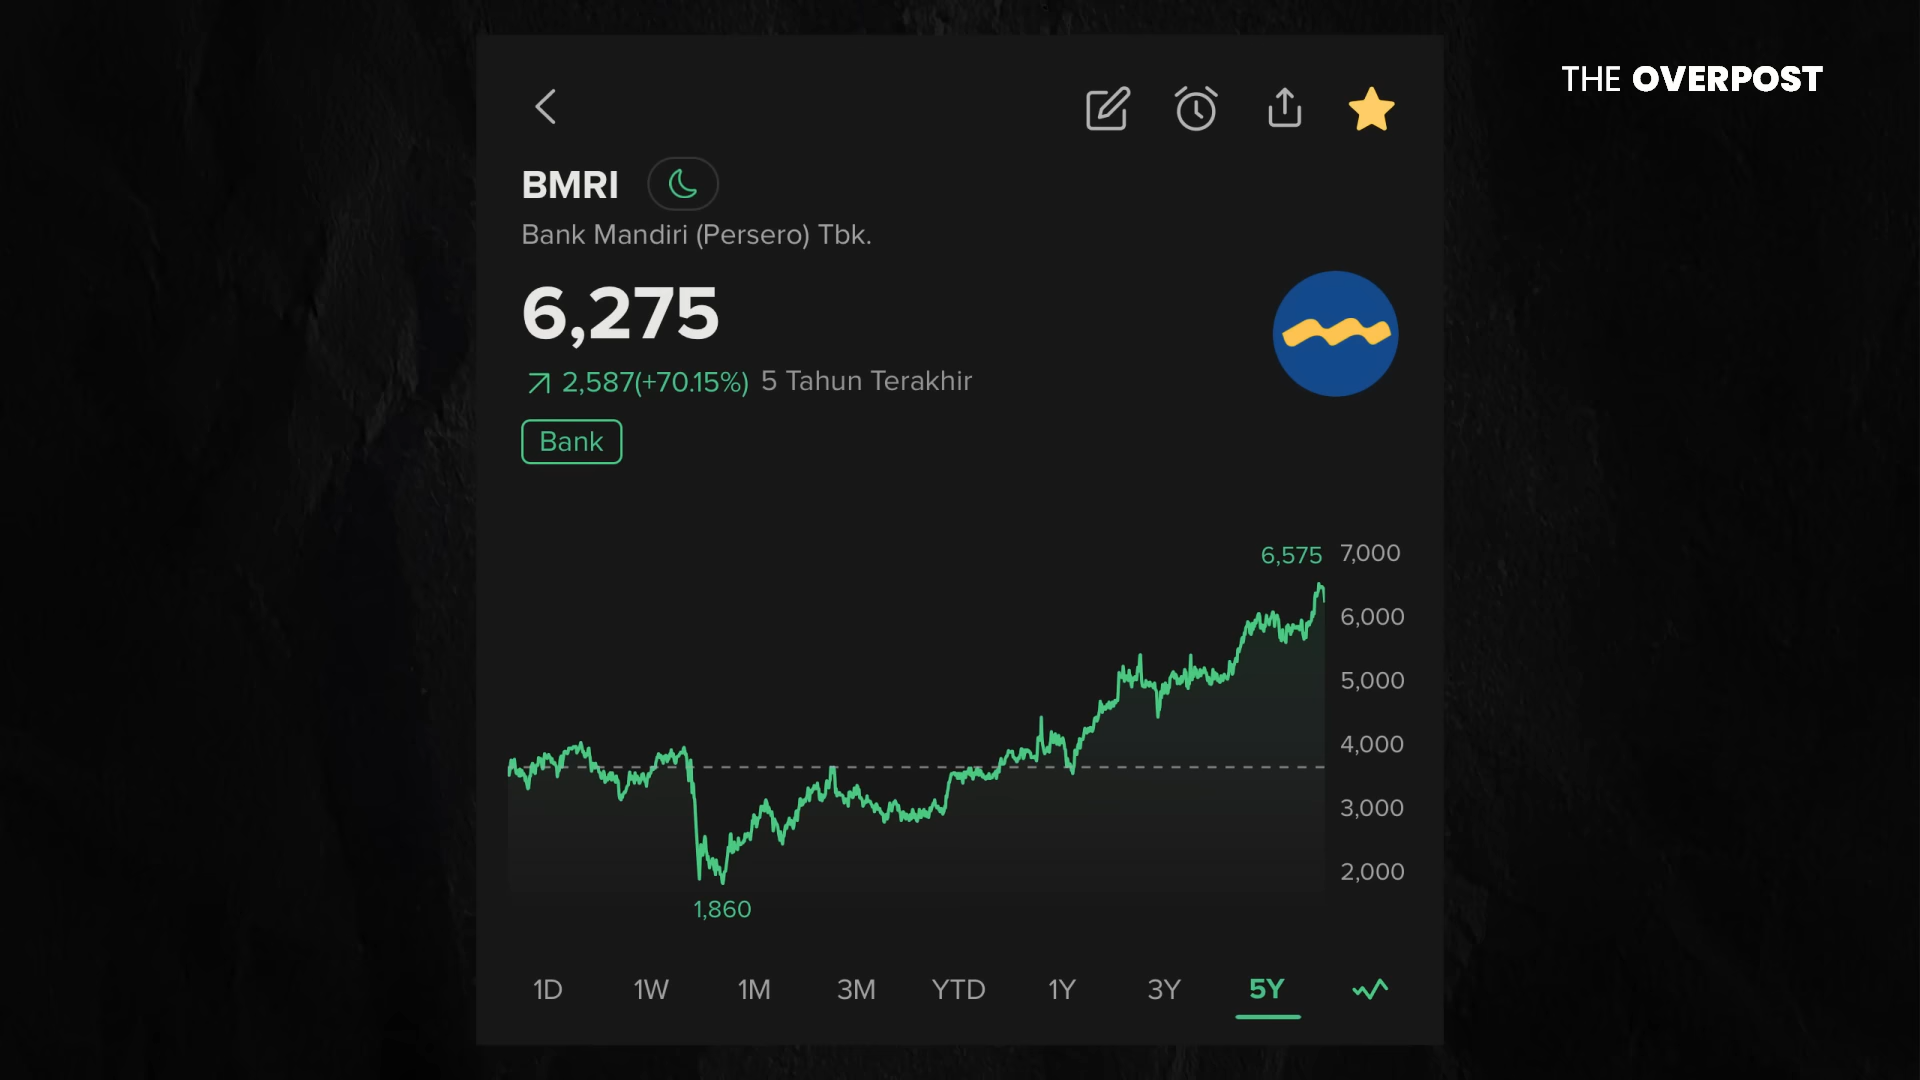 THE OVERPOST
BMRI
Bank Mandiri (Persero) Tbk.
6,275
2,587(+70.15%) 5 Tahun Terakhir
Bank
6,575
7,000
6,000
5,000
4,000
3,000
2,000
1,860
1D 1W 1M 3M YTD 1Y 3Y 5Y